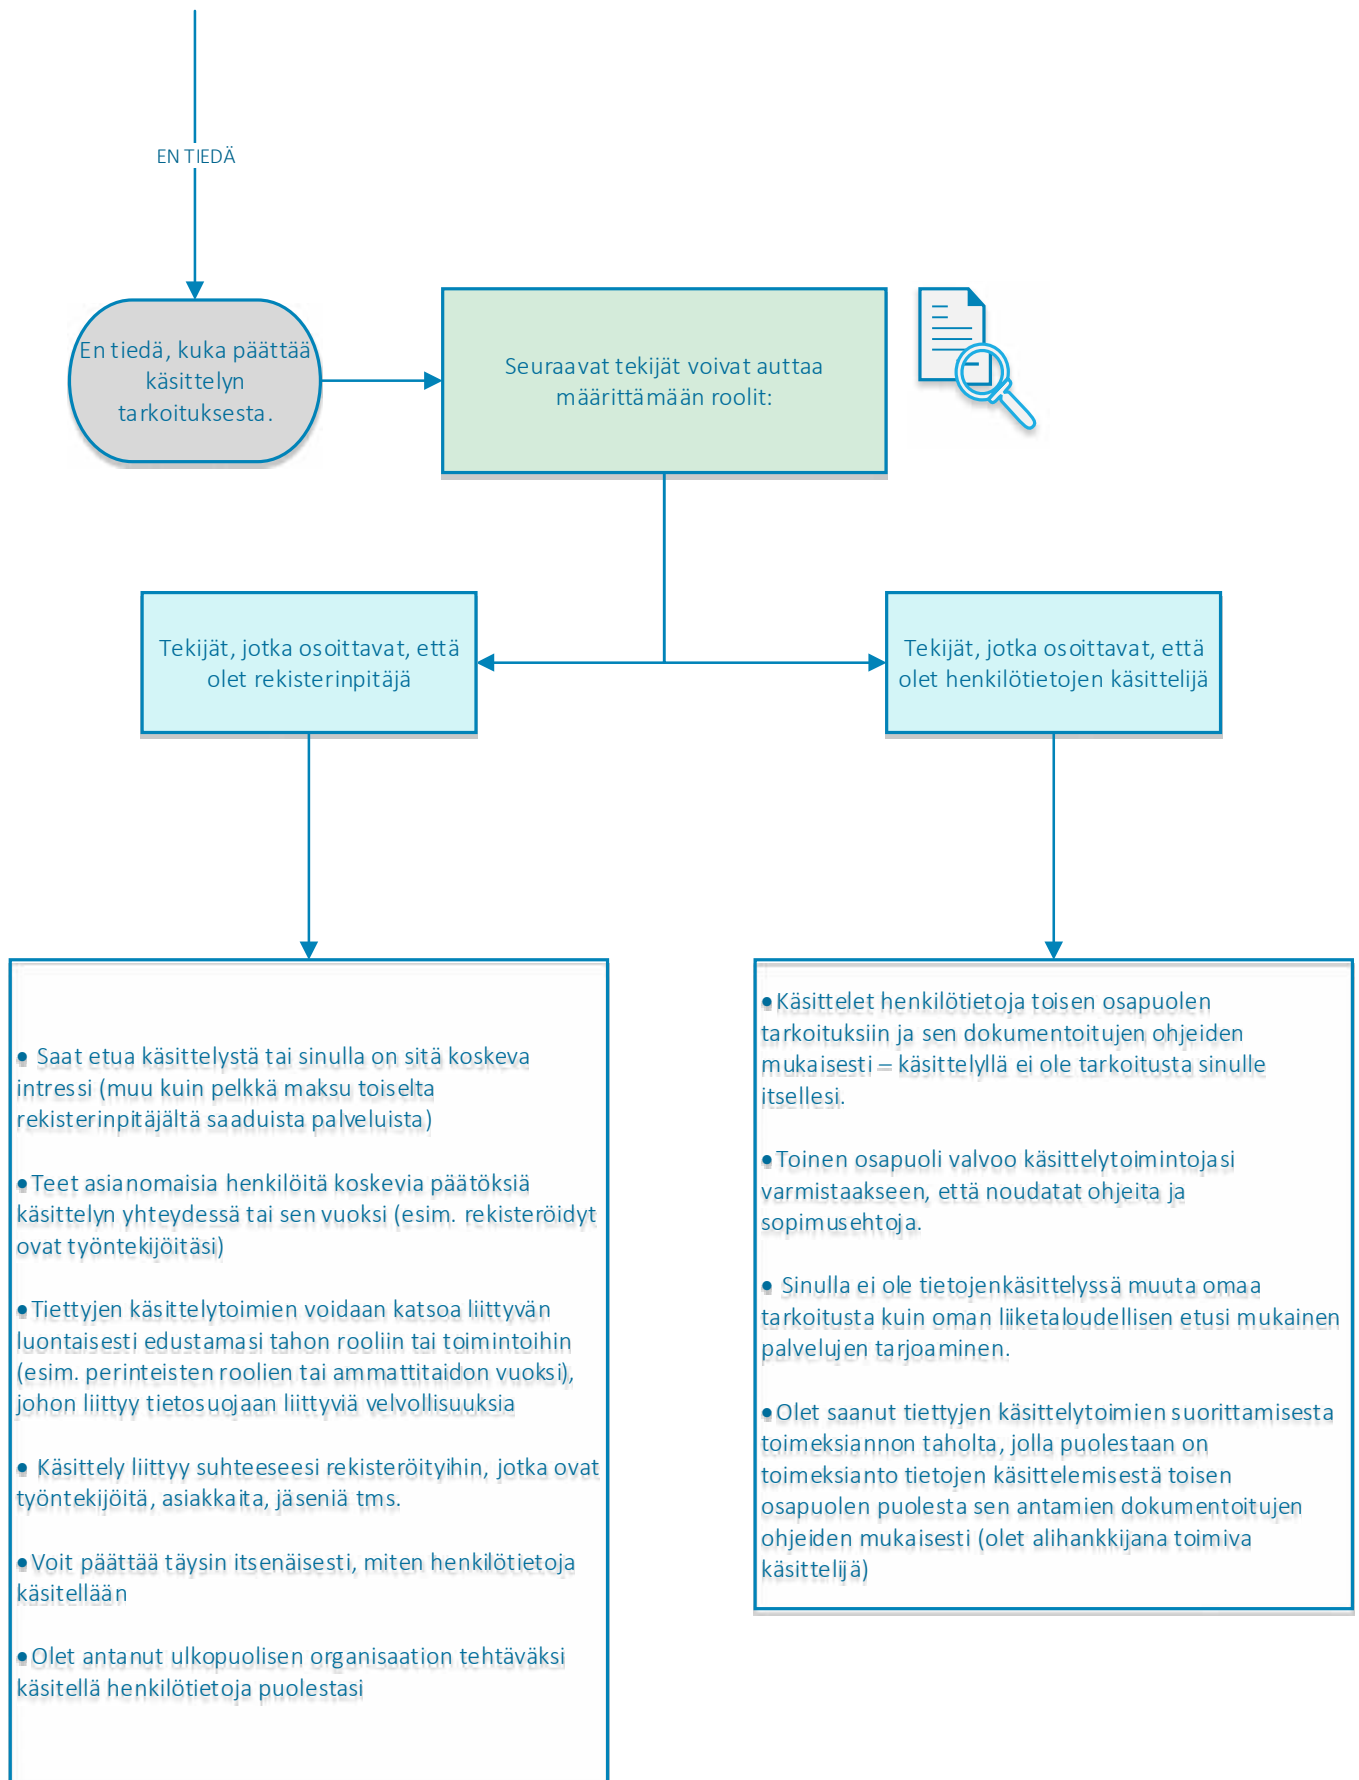 EN TIEDÄ
En tiedä, kuka päättää
käsittelyn
tarkoituksesta.
Seuraavat tekijät voivat auttaa
määrittämään roolit:
Tekijät, jotka osoittavat, että
olet rekisterinpitäjä
Tekijät, jotka osoittavat, että
olet henkilötietojen käsittelijä
• Saat etua käsittelystä tai sinulla on sitä koskeva
intressi (muu kuin pelkkä maksu toiselta
rekisterinpitäjältä saaduista palveluista)
• Teet asianomaisia henkilöitä koskevia päätöksiä
käsittelyn yhteydessä tai sen vuoksi (esim. rekisteröidyt
ovat työntekijöitäsi)
• Tiettyjen käsittelytoimien voidaan katsoa liittyvän
luontaisesti edustamasi tahon rooliin tai toimintoihin
(esim. perinteisten roolien tai ammattitaidon vuoksi),
johon liittyy tietosuojaan liittyviä velvollisuuksia
• Käsittely liittyy suhteeseesi rekisteröityihin, jotka ovat
työntekijöitä, asiakkaita, jäseniä tms.
• Voit päättää täysin itsenäisesti, miten henkilötietoja
käsitellään
• Olet antanut ulkopuolisen organisaation tehtäväksi
käsitellä henkilötietoja puolestasi
• Käsittelet henkilötietoja toisen osapuolen
tarkoituksiin ja sen dokumentoitujen ohjeiden
mukaisesti – käsittelyllä ei ole tarkoitusta sinulle
itsellesi.
• Toinen osapuoli valvoo käsittelytoimintojasi
varmistaakseen, että noudatat ohjeita ja
sopimusehtoja.
• Sinulla ei ole tietojenkäsittelyssä muuta omaa
tarkoitusta kuin oman liiketaloudellisen etusi mukainen
palvelujen tarjoaminen.
• Olet saanut tiettyjen käsittelytoimien suorittamisesta
toimeksiannon taholta, jolla puolestaan on
toimeksianto tietojen käsittelemisestä toisen
osapuolen puolesta sen antamien dokumentoitujen
ohjeiden mukaisesti (olet alihankkijana toimiva
käsittelijä)